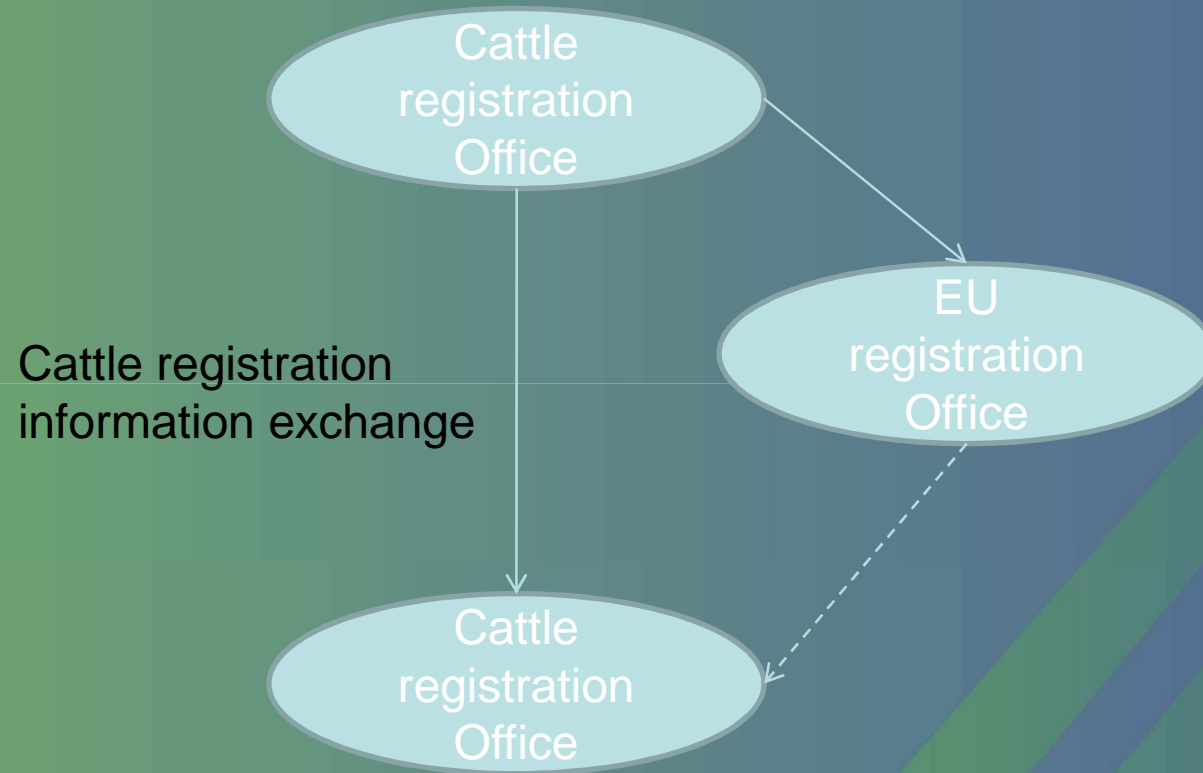 Cattle
registration
Office
EU
registration
Office
Cattle registration
information exchange
Cattle
registration
Office